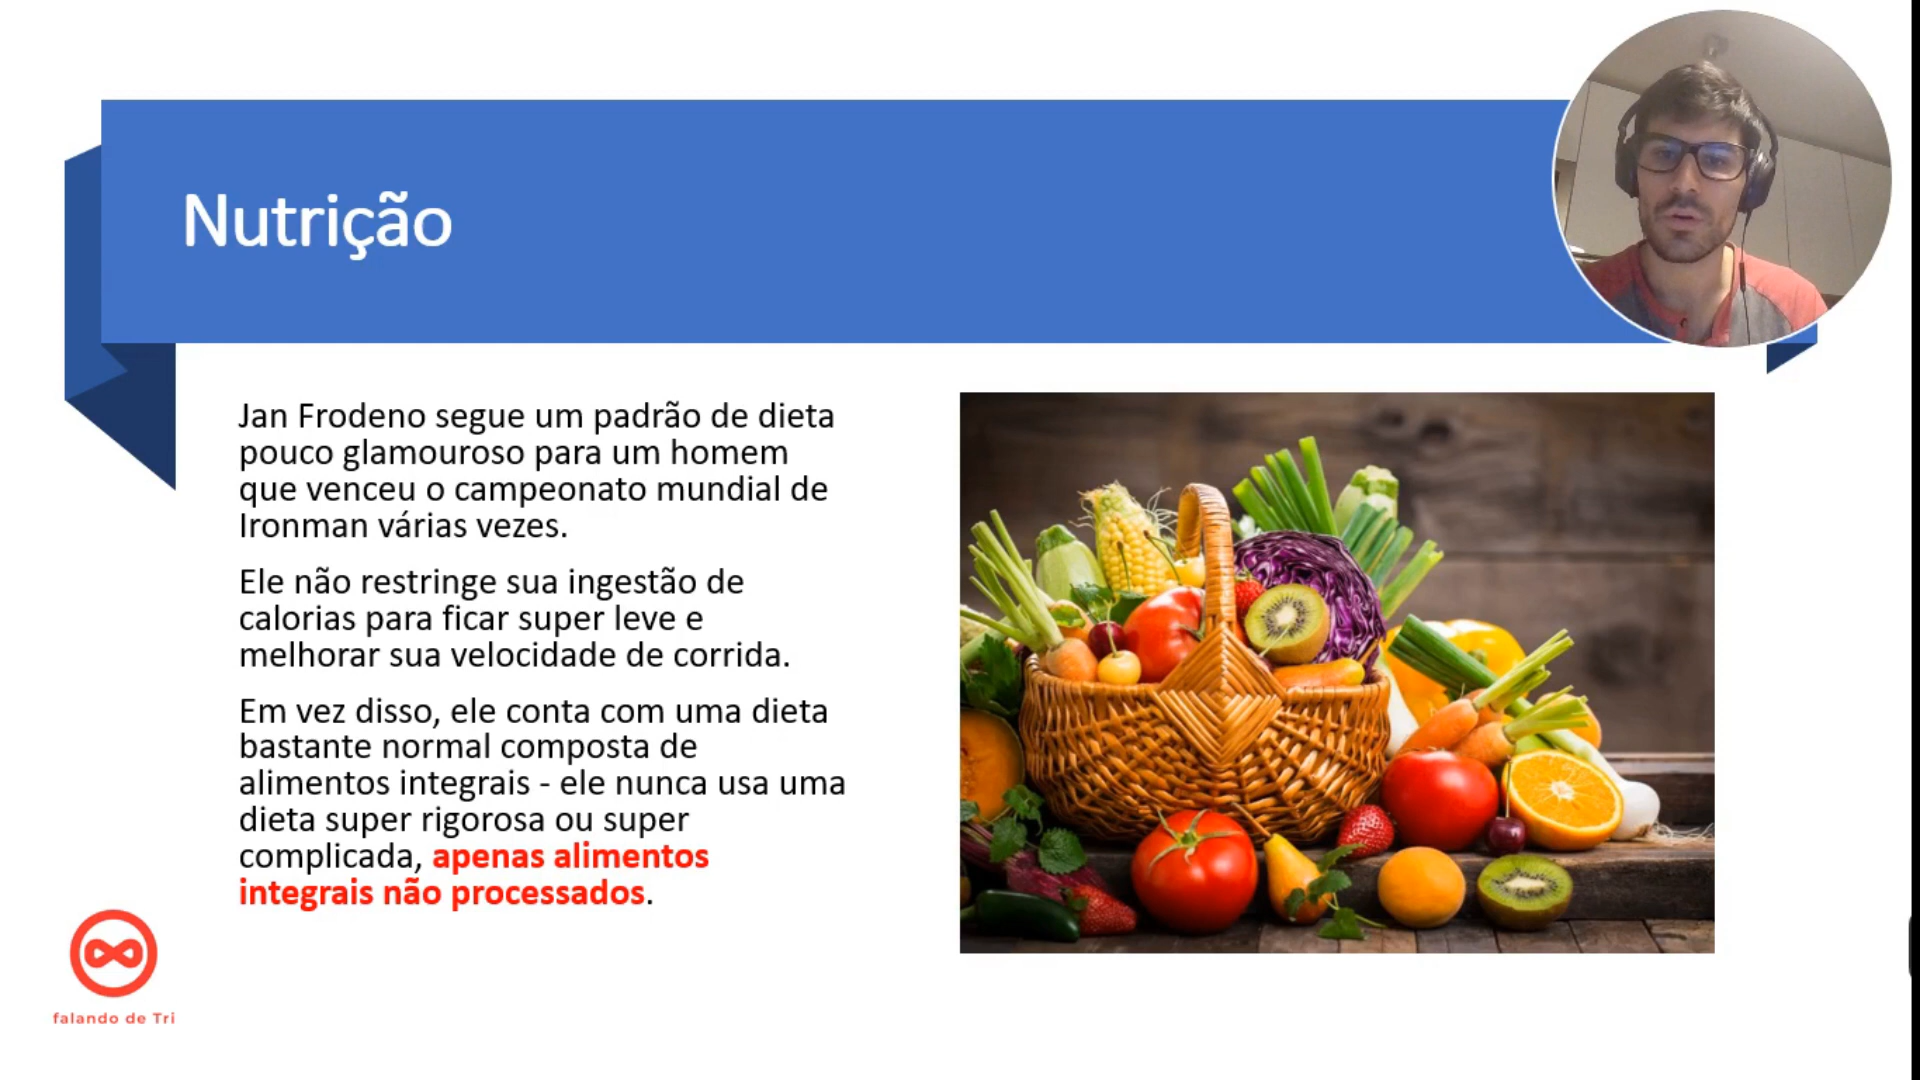 Nutrição
Jan Frodeno segue um padrão de dieta
pouco glamouroso para um homem
que venceu o campeonato mundial de
Ironman várias vezes.
Ele não restringe sua ingestão de
calorias para ficar super leve e
melhorar sua velocidade de corrida.
Em vez disso, ele conta com uma dieta
bastante normal composta de
alimentos integrais - ele nunca usa uma
dieta super rigorosa ou super
complicada, apenas alimentos
integrais não processados.
falando de Tri